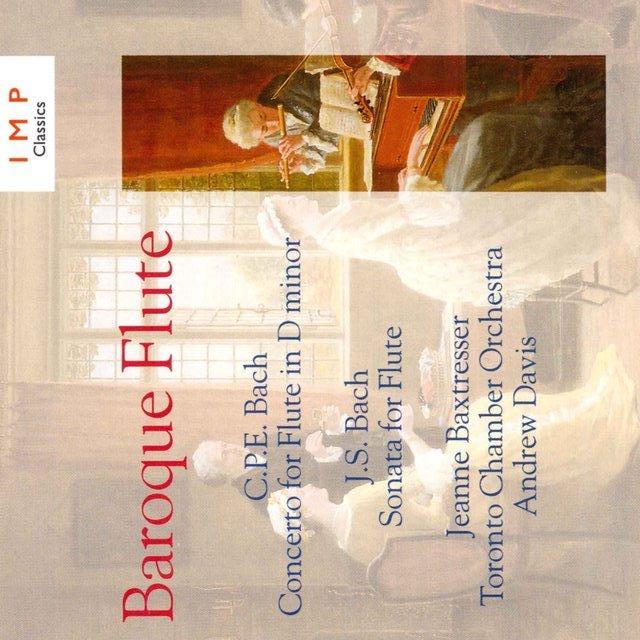 IMP
Classics
Baroque Flute
C.P.E. Bach
Concerto for Flute in D minor
J.S. Bach
Sonata for Flute
Jeanne Baxtresser
Toronto Chamber Orchestra
Andrew Davis